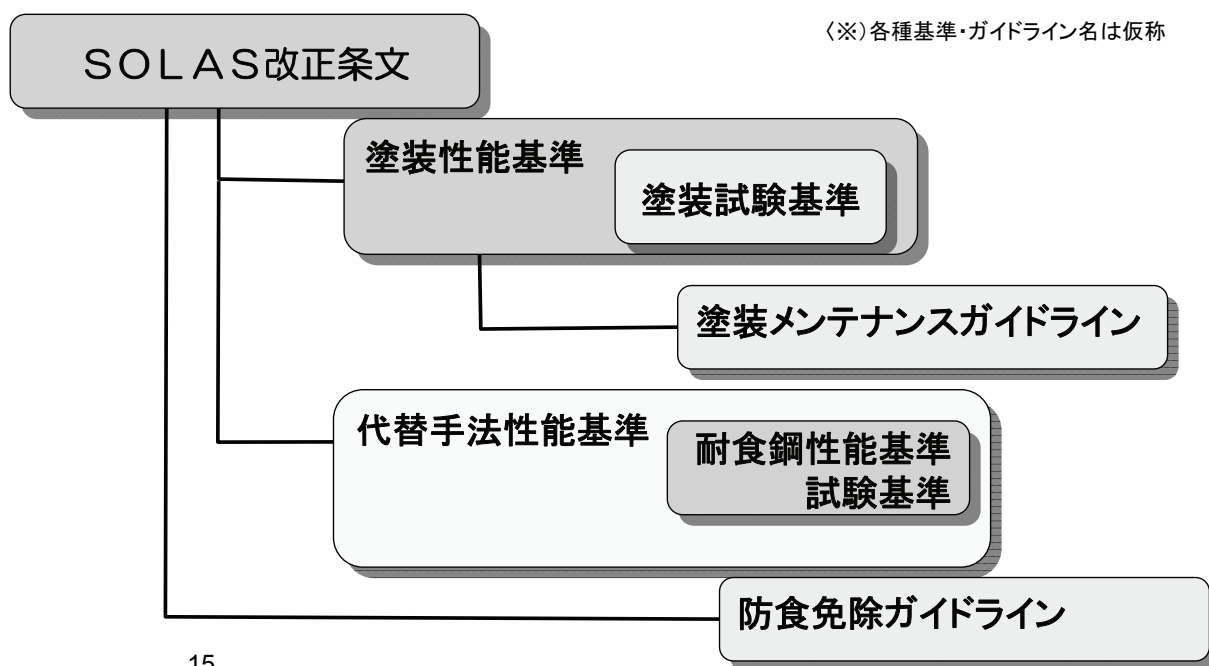 〈※）各種基準・ガイドライン名は仮称
ＳＯＬＡＳ改正条文
塗装性能基準
塗装試験基準
塗装メンテナンスガイドライン
代替手法性能基準
耐食鋼性能基準
試験基準
防食免除ガイドライン
15